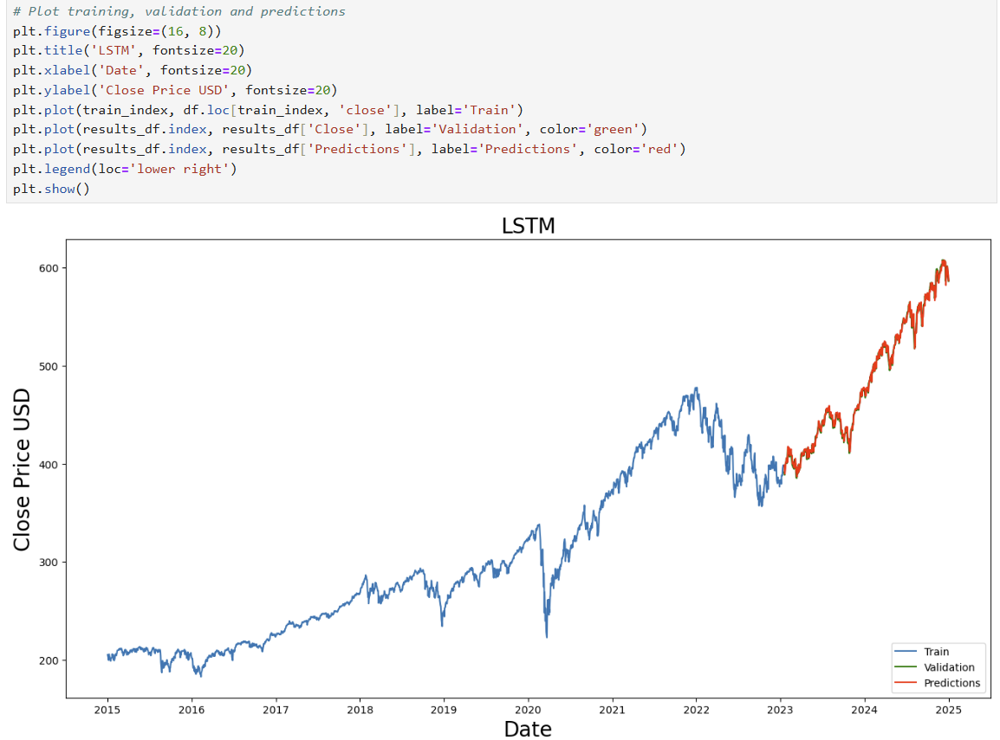 # Plot training, validation and predictions
plt.figure(figsize=(16, 8))
plt.title('LSTM', fontsize=20)
plt.xlabel('Date', fontsize=20)
plt.ylabel('Close Price USD', fontsize=20)
plt.plot(train_index, df.loc[train_index, 'close'], label='Train')
plt.plot(results_df.index, results_df['Close'], label='Validation', color='green')
plt.plot(results_df.index, results_df['Predictions'], label='Predictions', color='red')
plt.legend(loc='lower right')
plt.show()
LSTM
Close Price USD
600
500
400
300
200
Train
Validation
Predictions
2015 2016 2017 2018 2019 2020 2021 2022 2023 2024 2025
Date